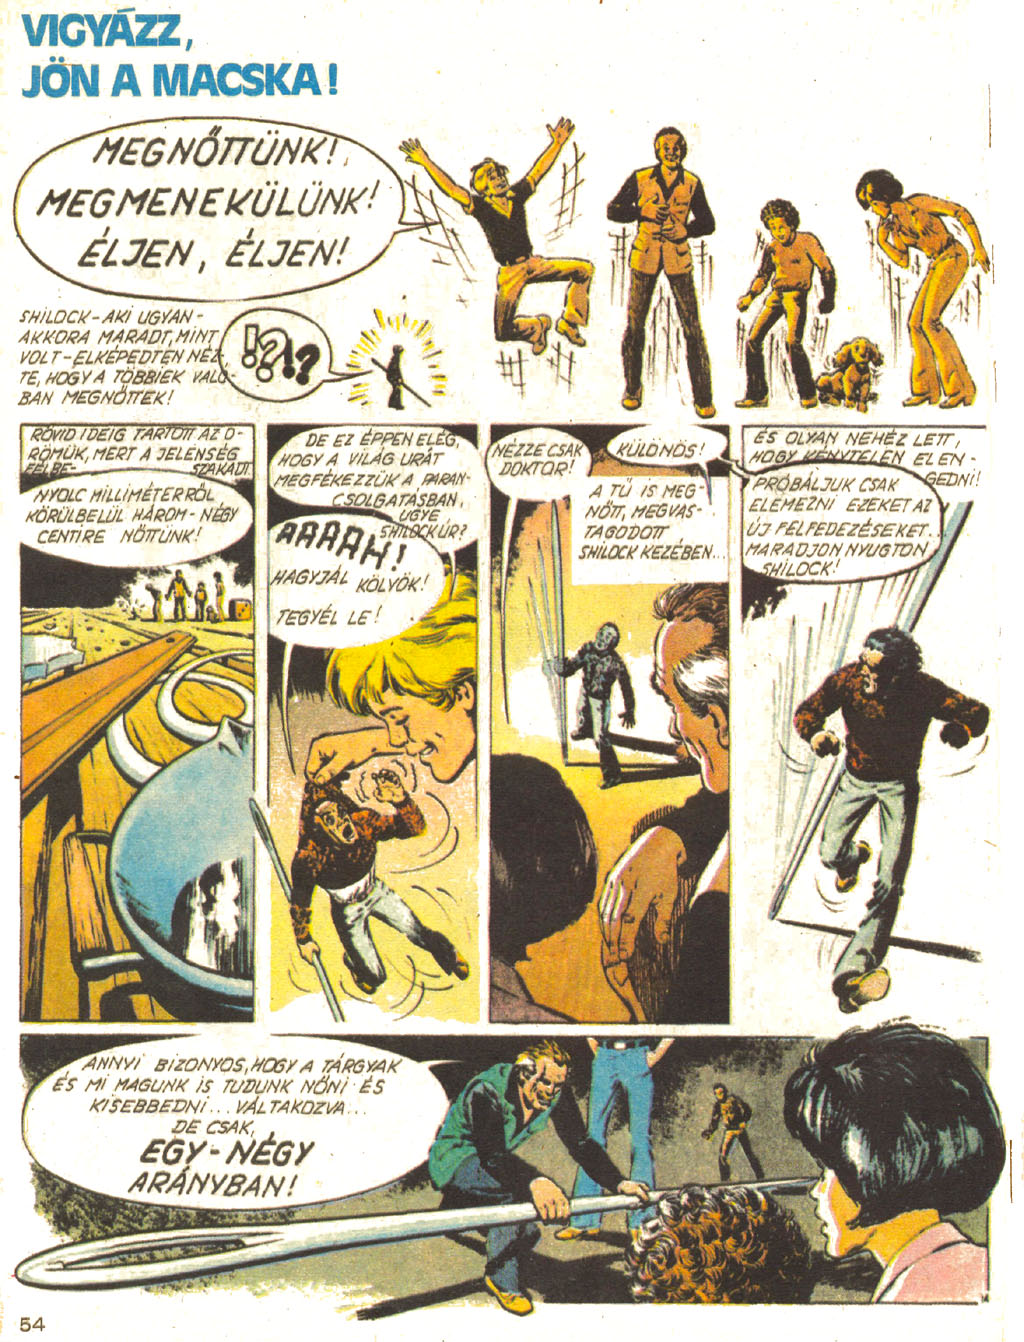 VIGYÁZZ,
JÖN A MACSKA!
MEGNŐTTÜNK!
MEGMENEKÜLÜNK!
ÉLJEN, ÉLJEN!
SHILOCK-AKI UGYAN-
AKKORA MARADT, MINT
VOLT-ELKÉPEDTEN NÉZ-
TE, HOGY A TÖBBIEK VALÓ-
BAN MEGNŐTTEK!
!?!?
RÖVID IDEIG TARTOTT AZ Ö-
RÖMÜK, MERT A JELENSÉG
FÉLBE- SZAKADT
NYOLC MILLIMÉTERRŐL
KÖRÜLBELÜL HÁROM-NÉGY
CENTIRE NŐTTÜNK!
DE EZ ÉPPEN ELÉG,
HOGY A VILÁG URÁT
MEGFÉKEZZÜK A PARAN-
CSOLGATÁSBAN,
UGYE
SHILOCK ÚR?
AAAAH!
HAGYJÁL KÖLYÖK!
TEGYÉL LE!
NÉZZE CSAK
DOKTOR!
KÜLÖNÖS!
A TŰ IS MEG-
NŐTT, MEGVAS-
TAGODOTT
SHILOCK KEZÉBEN...
ÉS OLYAN NEHÉZ LETT,
HOGY KÉNYTELEN ELEN-
GEDNI!
PRÓBÁLJUK CSAK
ELEMEZNI EZEKET AZ
ÚJ FELFEDEZÉSEKET...
MARADJON NYUGTON
SHILOCK!
ANNYI BIZONYOS, HOGY A TÁRGYAK
ÉS MI MAGUNK IS TUDUNK NŐNI ÉS
KISEBBEDNI... VÁLTAKOZVA...
DE CSAK,
EGY-NÉGY
ARÁNYBAN!
54